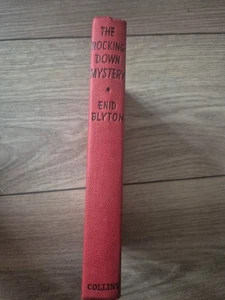 THE
ROCKING
DOWN
MYSTERY
•
ENID
BLYTON
COLLINS